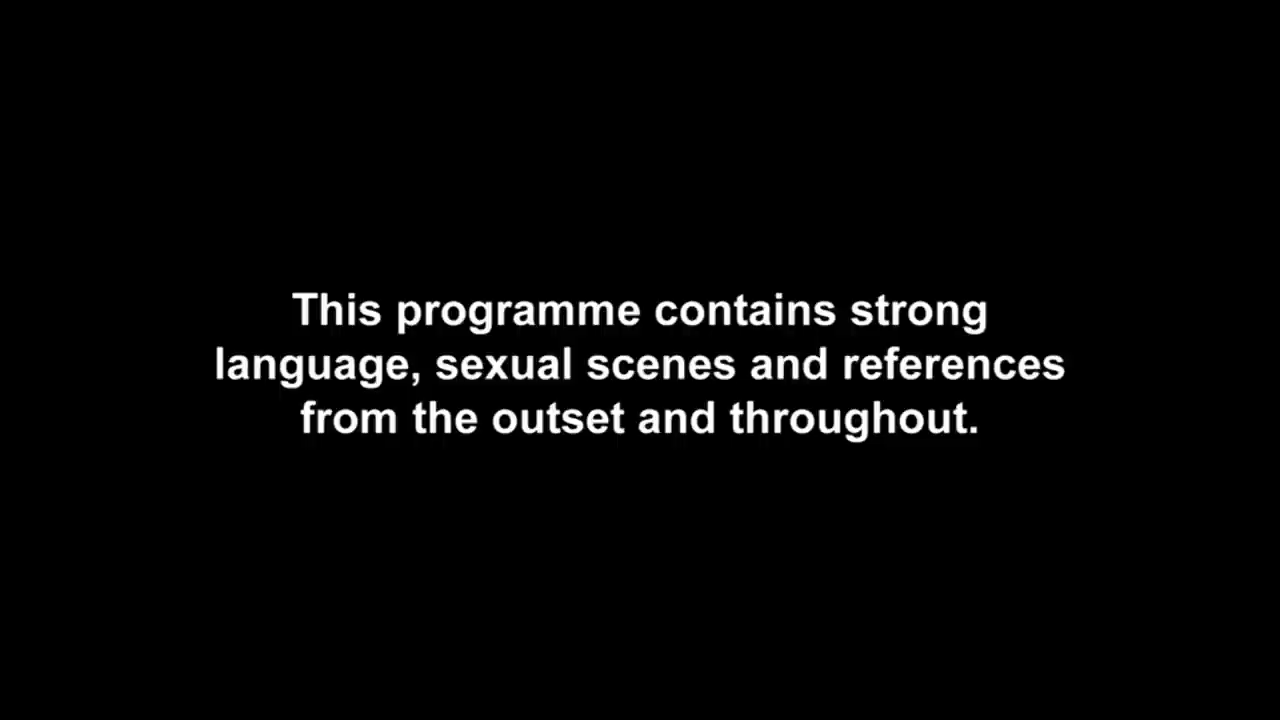 This programme contains strong
language, sexual scenes and references
from the outset and throughout.